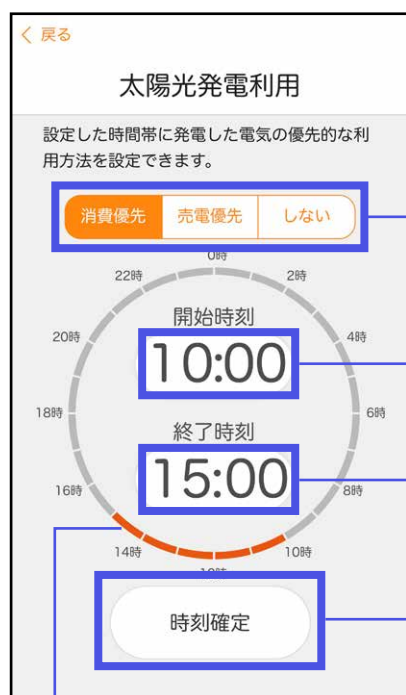 戻る
太陽光発電利用
設定した時間帯に発電した電気の優先的な利
用方法を設定できます。
消費優先 売電優先 しない
0時
22時 2時
開始時刻
20時 4時
10:00
18時 6時
終了時刻
15:00
16時 8時
14時 10時
12時
時刻確定